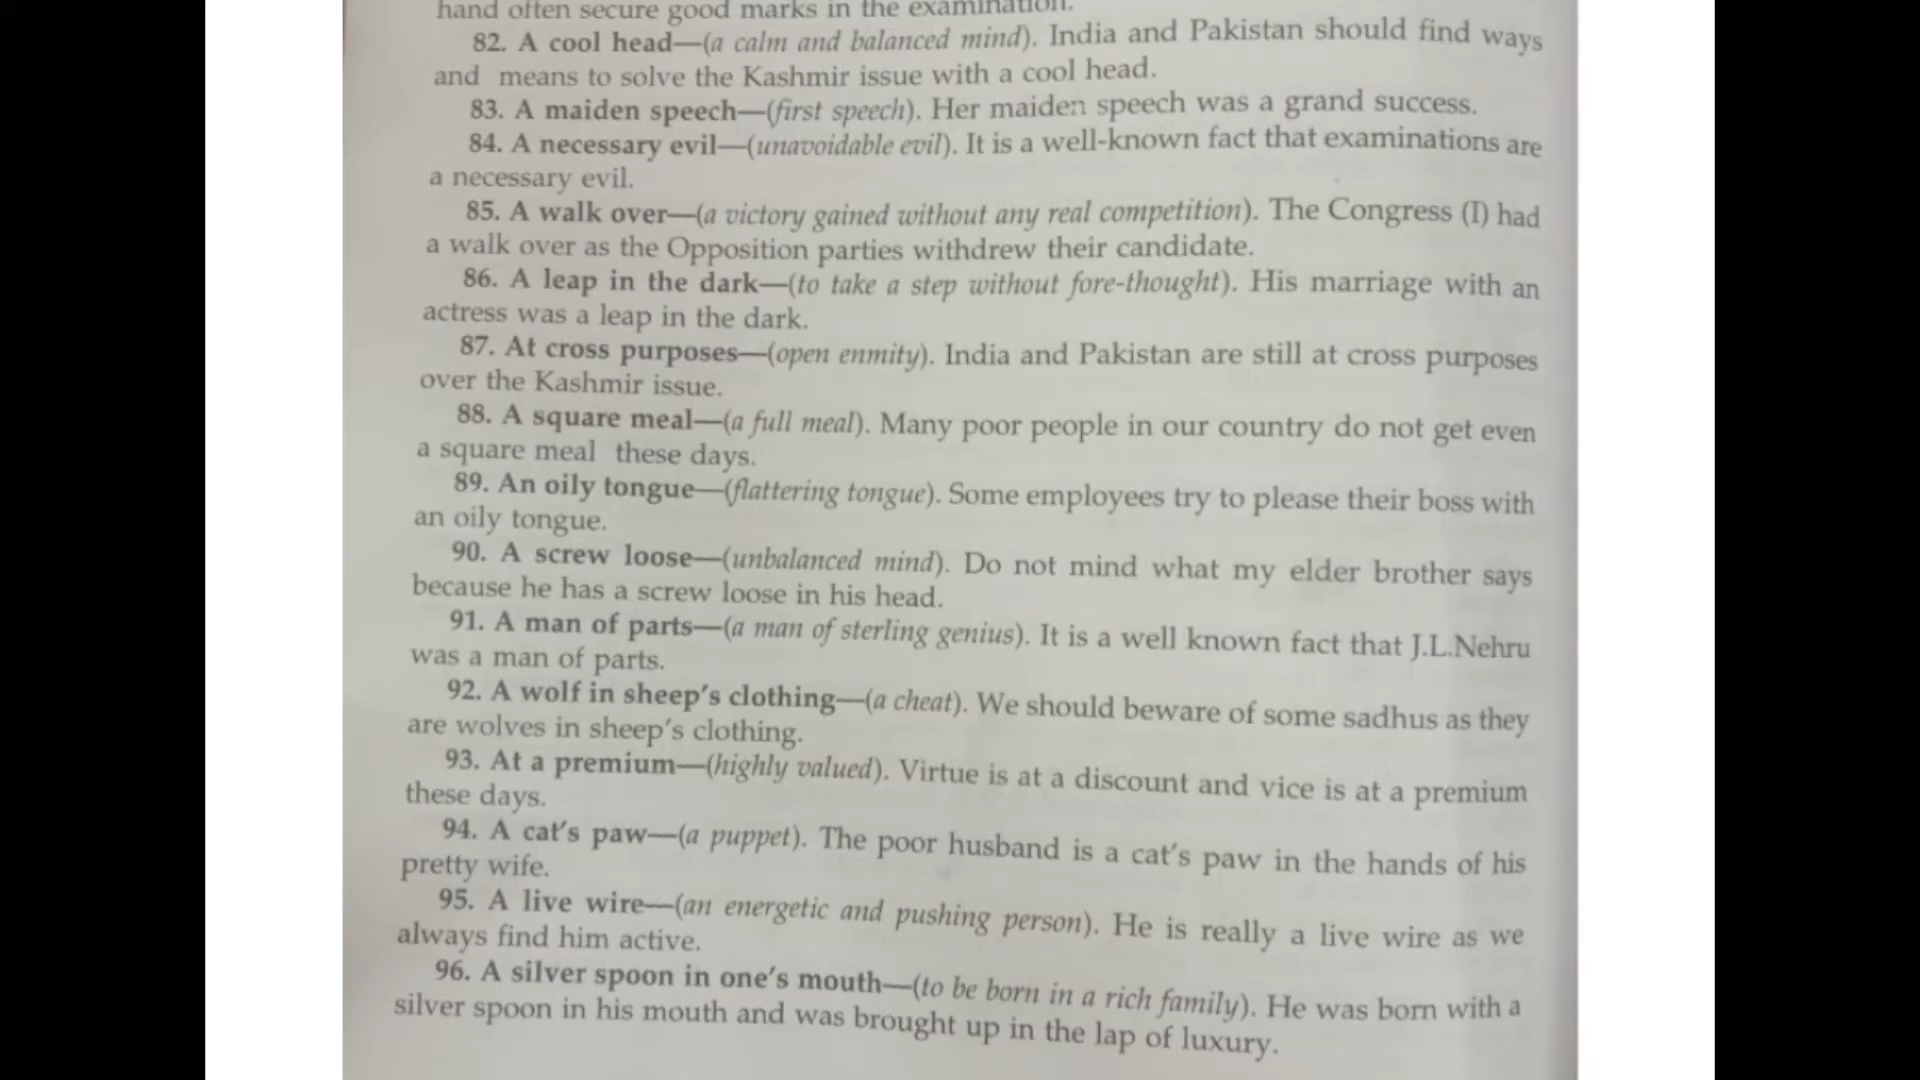 hand often secure good marks in the examination.
82. A cool head—(a calm and balanced mind). India and Pakistan should find ways
and means to solve the Kashmir issue with a cool head.
83. A maiden speech—(first speech). Her maiden speech was a grand success.
84. A necessary evil—(unavoidable evil). It is a well-known fact that examinations are
a necessary evil.
85. A walk over—(a victory gained without any real competition). The Congress (I) had
a walk over as the Opposition parties withdrew their candidate.
86. A leap in the dark—(to take a step without fore-thought). His marriage with an
actress was a leap in the dark.
87. At cross purposes—(open enmity). India and Pakistan are still at cross purposes
over the Kashmir issue.
88. A square meal—(a full meal). Many poor people in our country do not get even
a square meal these days.
89. An oily tongue—(flattering tongue). Some employees try to please their boss with
an oily tongue.
90. A screw loose—(unbalanced mind). Do not mind what my elder brother says
because he has a screw loose in his head.
91. A man of parts—(a man of sterling genius). It is a well known fact that J.L.Nehru
was a man of parts.
92. A wolf in sheep's clothing—(a cheat). We should beware of some sadhus as they
are wolves in sheep's clothing.
93. At a premium—(highly valued). Virtue is at a discount and vice is at a premium
these days.
94. A cat's paw—(a puppet). The poor husband is a cat's paw in the hands of his
pretty wife.
95. A live wire—(an energetic and pushing person). He is really a live wire as we
always find him active.
96. A silver spoon in one's mouth—(to be born in a rich family). He was born with a
silver spoon in his mouth and was brought up in the lap of luxury.